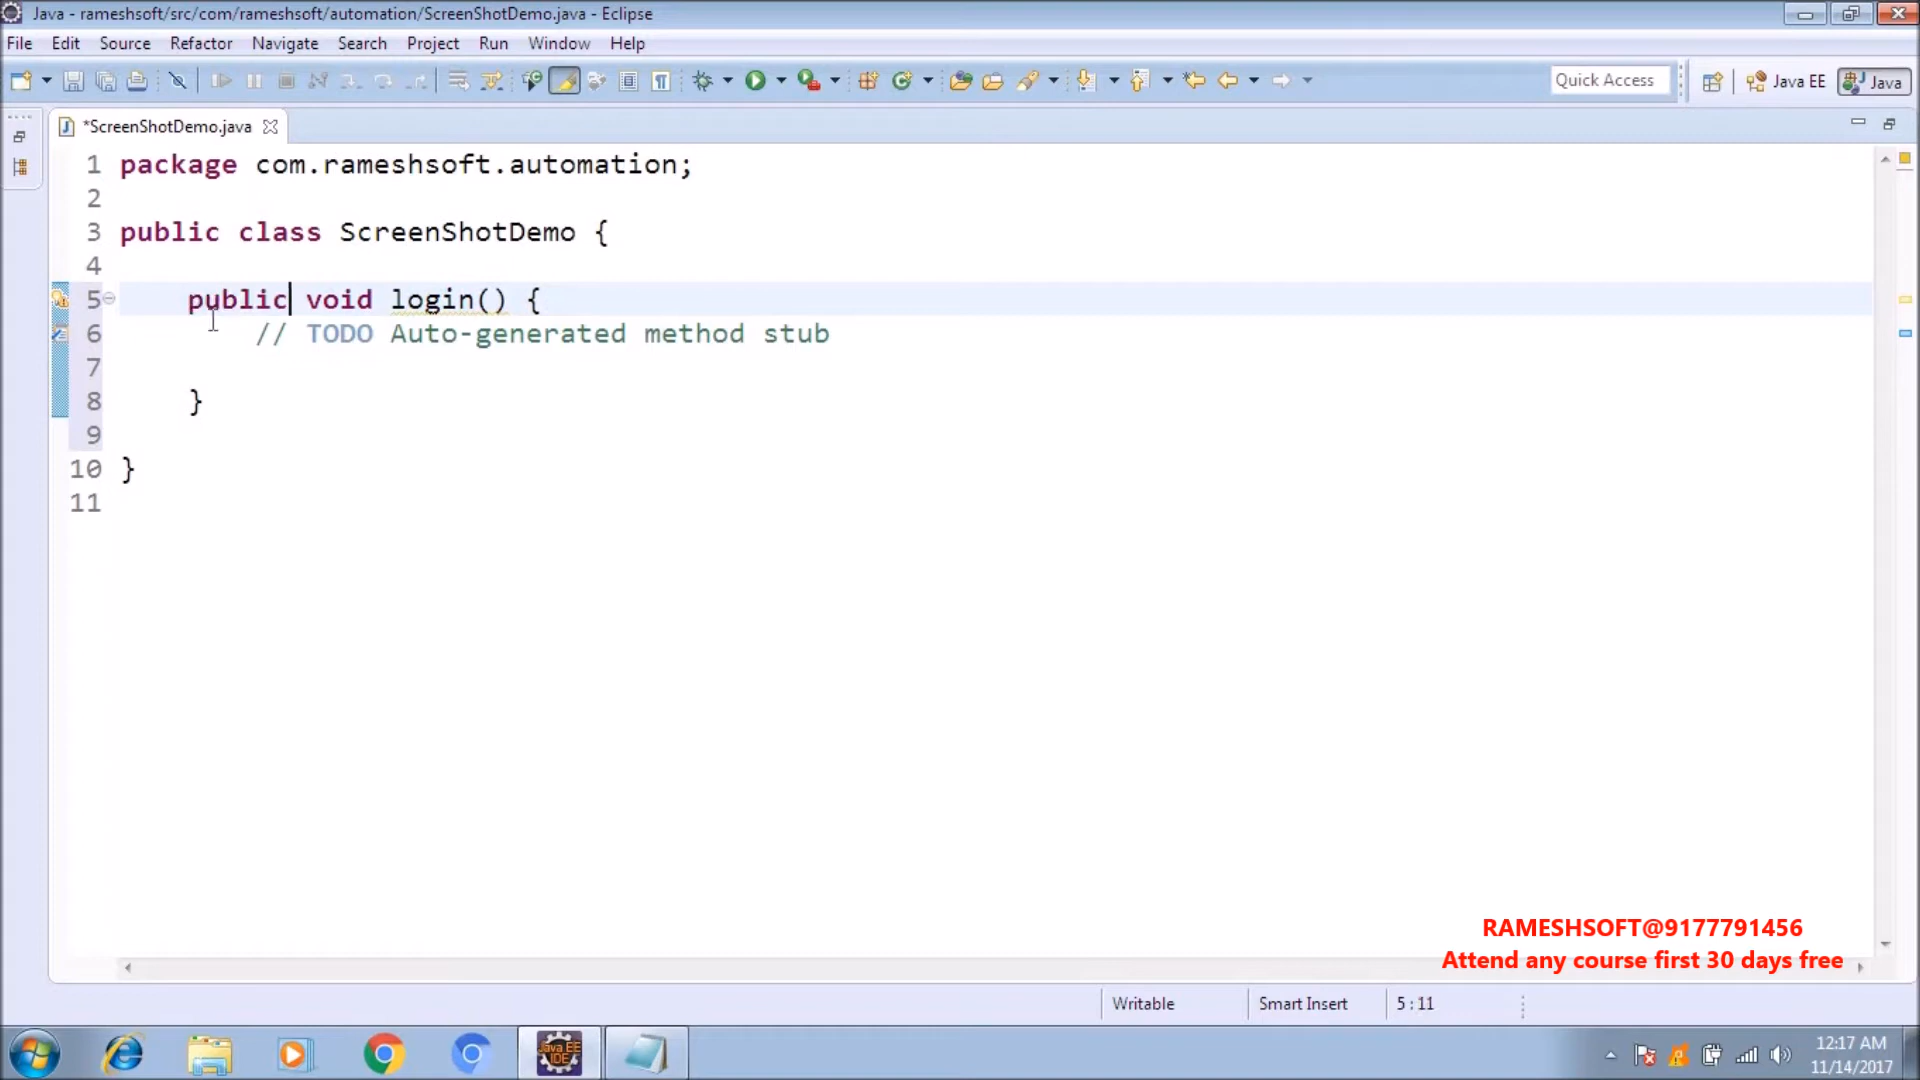 Java - rameshsoft/src/com/rameshsoft/automation/ScreenShotDemo.java - Eclipse
File Edit Source Refactor Navigate Search Project Run Window Help
Quick Access Java EE Java
*ScreenShotDemo.java
1 package com.rameshsoft.automation;
2
3 public class ScreenShotDemo {
4
5 public void login() {
6 // TODO Auto-generated method stub
7
8 }
9
10 }
11
RAMESHSOFT@9177791456
Attend any course first 30 days free
Writable Smart Insert 5 : 11
Java EE
IDE
12:17 AM
11/14/2017